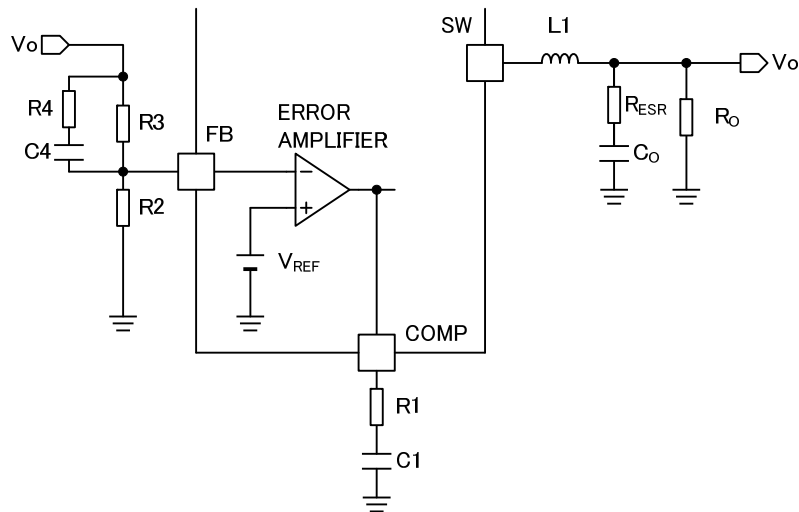 SW
L1
Vo
Vo
R4
R3
C4
FB
ERROR
AMPLIFIER
RESR
RO
CO
R2
VREF
COMP
R1
C1